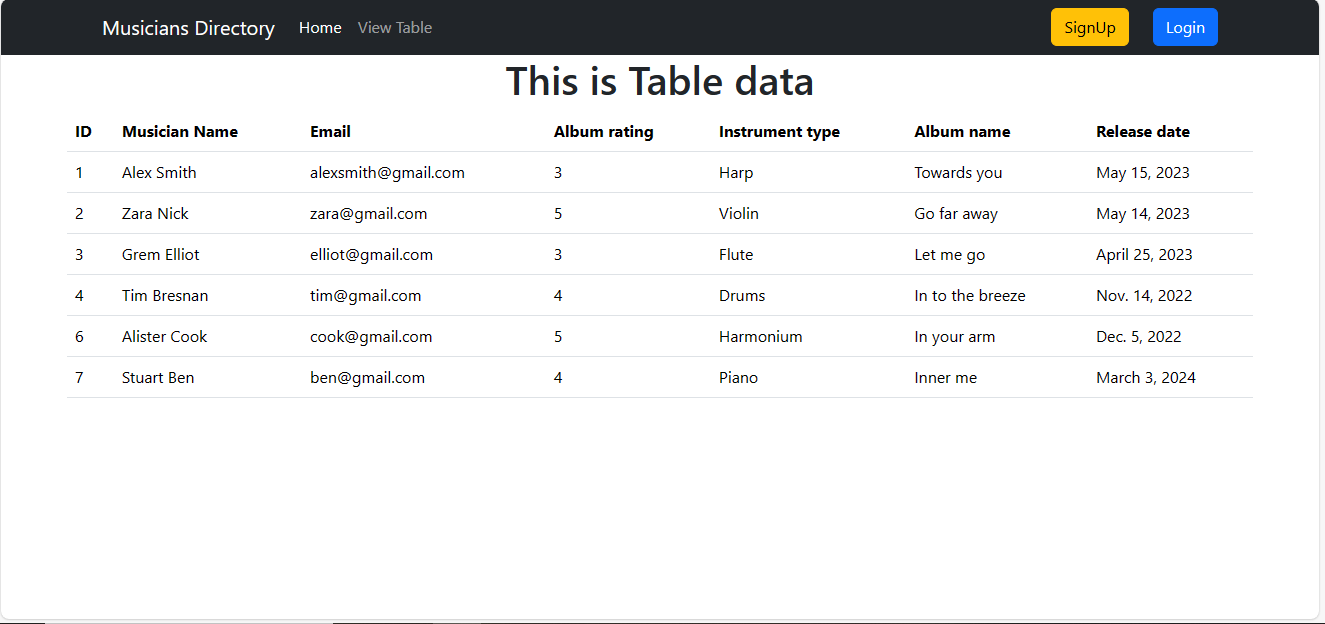 Musicians Directory Home View Table SignUp Login
This is Table data
ID Musician Name Email Album rating Instrument type Album name Release date
1 Alex Smith alexsmith@gmail.com 3 Harp Towards you May 15, 2023
2 Zara Nick zara@gmail.com 5 Violin Go far away May 14, 2023
3 Grem Elliot elliot@gmail.com 3 Flute Let me go April 25, 2023
4 Tim Bresnan tim@gmail.com 4 Drums In to the breeze Nov. 14, 2022
6 Alister Cook cook@gmail.com 5 Harmonium In your arm Dec. 5, 2022
7 Stuart Ben ben@gmail.com 4 Piano Inner me March 3, 2024